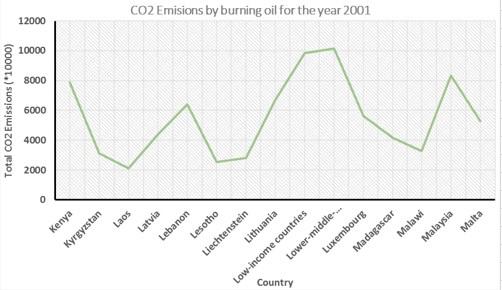 CO2 Emisions by burning oil for the year 2001
Total CO2 Emissions (*10000)
12000
10000
8000
6000
4000
2000
0
Kenya
Kyrgyzstan
Laos
Latvia
Lebanon
Lesotho
Liechtenstein
Lithuania
Low-income countries
Lower-middle-...
Luxembourg
Madagascar
Malawi
Malaysia
Malta
Country